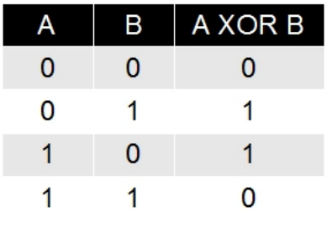 A B A XOR B
0 0 0
0 1 1
1 0 1
1 1 0